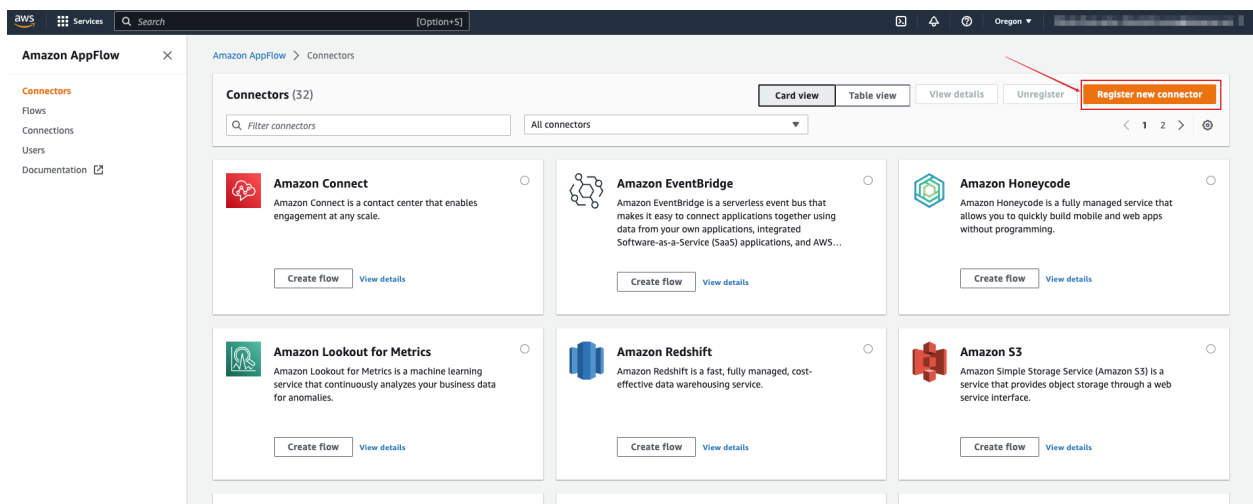 aws
Services
Search
[Option+S]
Oregon
Amazon AppFlow
Connectors
Flows
Connections
Users
Documentation
Amazon AppFlow > Connectors
Connectors (32)
Card view
Table view
View details
Unregister
Register new connector
Filter connectors
All connectors
1 2
Amazon Connect
Amazon Connect is a contact center that enables
engagement at any scale.
Create flow
View details
Amazon EventBridge
Amazon EventBridge is a serverless event bus that
makes it easy to connect applications together using
data from your own applications, integrated
Software-as-a-Service (SaaS) applications, and AWS...
Create flow
View details
Amazon Honeycode
Amazon Honeycode is a fully managed service that
allows you to quickly build mobile and web apps
without programming.
Create flow
View details
Amazon Lookout for Metrics
Amazon Lookout for Metrics is a machine learning
service that continuously analyzes your business data
for anomalies.
Create flow
View details
Amazon Redshift
Amazon Redshift is a fast, fully managed, cost-
effective data warehousing service.
Create flow
View details
Amazon S3
Amazon Simple Storage Service (Amazon S3) is a
service that provides object storage through a web
service interface.
Create flow
View details